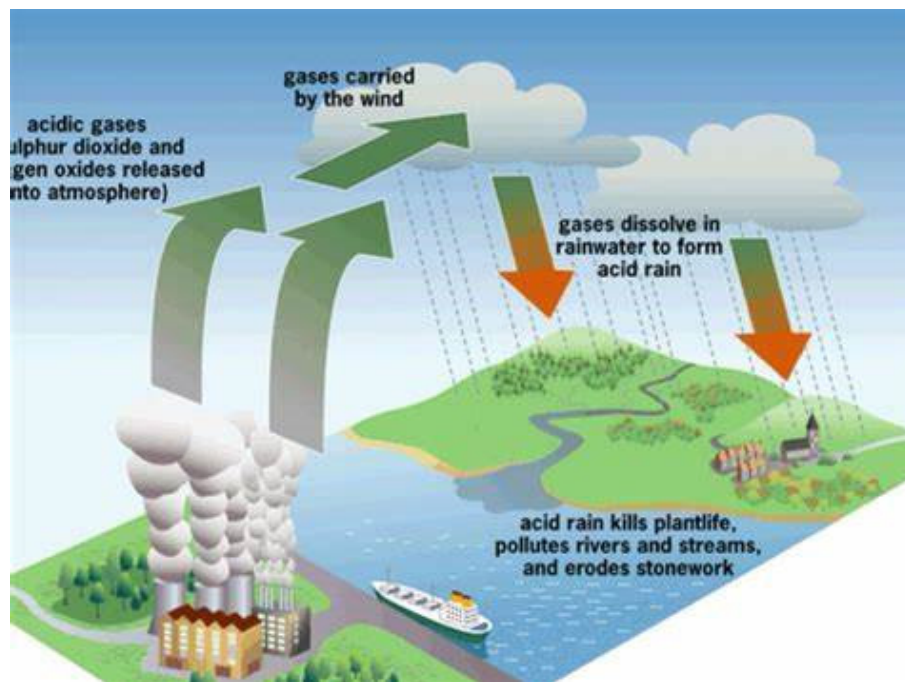 gases carried
by the wind
acidic gases
ulphur dioxide and
gen oxides released
nto atmosphere)
gases dissolve in
rainwater to form
acid rain
acid rain kills plantlife,
pollutes rivers and streams,
and erodes stonework